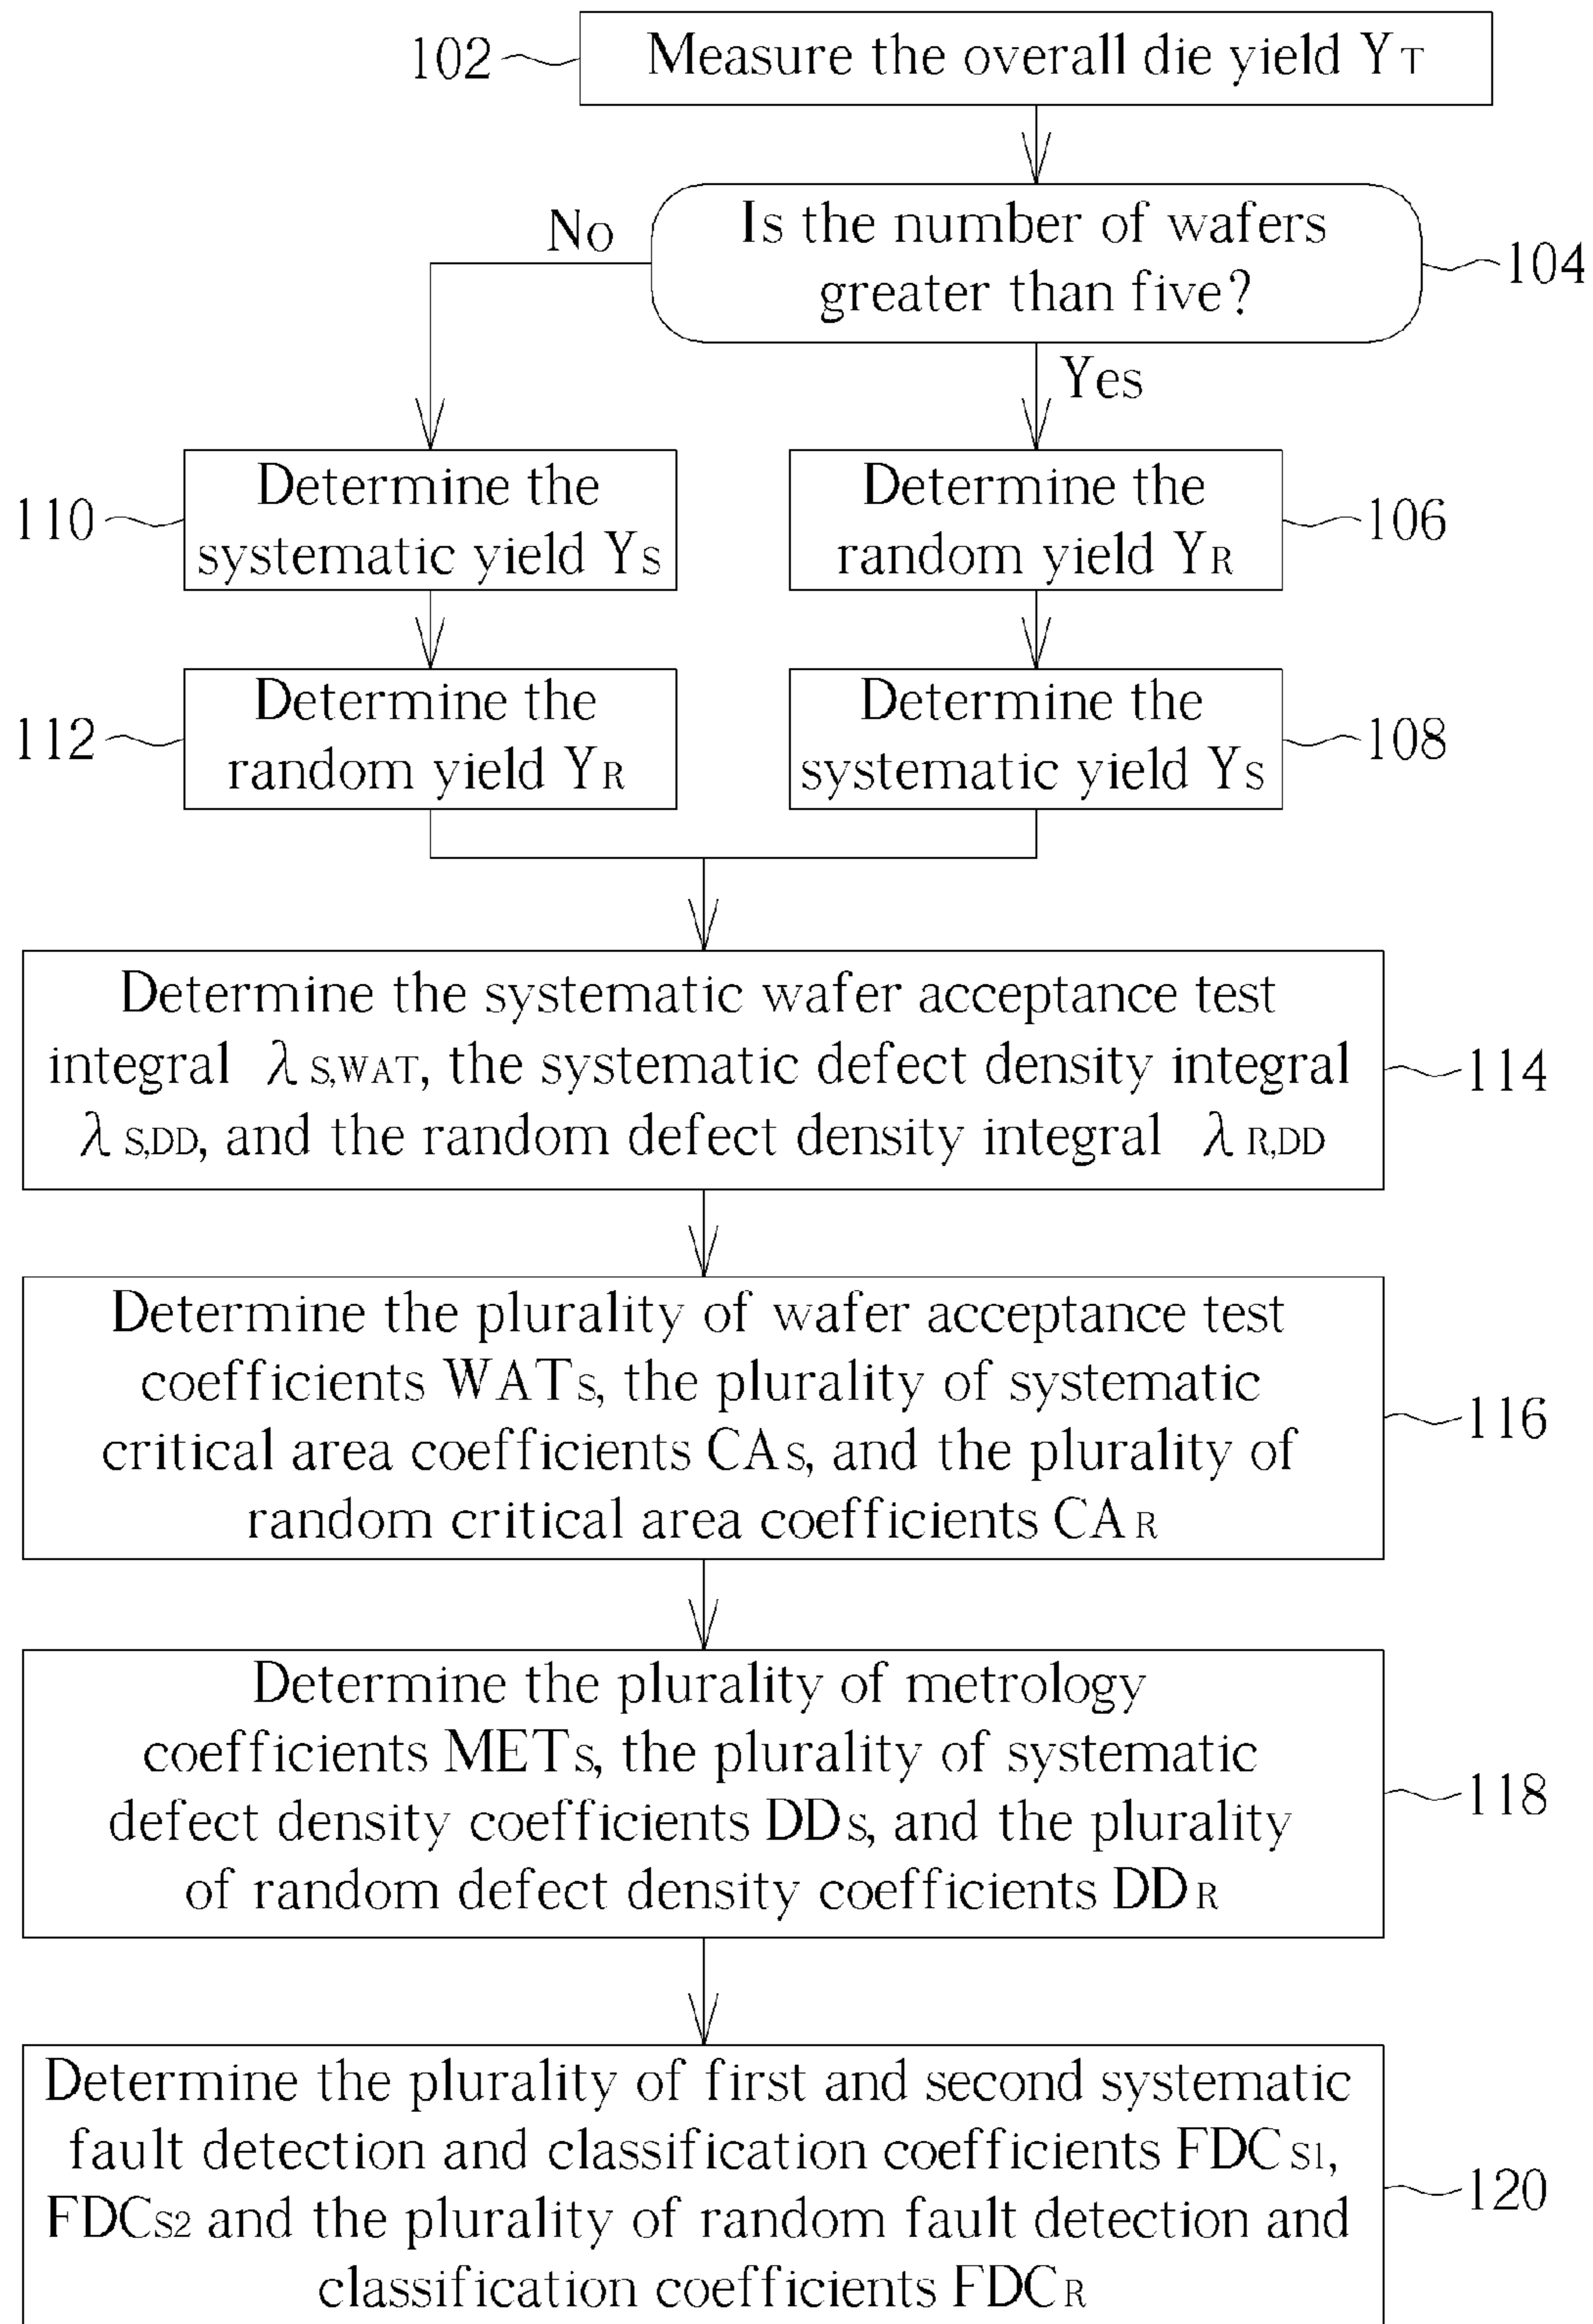 102
Measure the overall die yield YT
Is the number of wafers
greater than five?
104
No
Yes
110
Determine the
systematic yield YS
Determine the
random yield YR
106
112
Determine the
random yield YR
Determine the
systematic yield YS
108
Determine the systematic wafer acceptance test
integral λS,WAT, the systematic defect density integral
λS,DD, and the random defect density integral λR,DD
114
Determine the plurality of wafer acceptance test
coefficients WATS, the plurality of systematic
critical area coefficients CAS, and the plurality of
random critical area coefficients CAR
116
Determine the plurality of metrology
coefficients METS, the plurality of systematic
defect density coefficients DDS, and the plurality
of random defect density coefficients DDR
118
Determine the plurality of first and second systematic
fault detection and classification coefficients FDCS1,
FDCS2 and the plurality of random fault detection and
classification coefficients FDCR
120